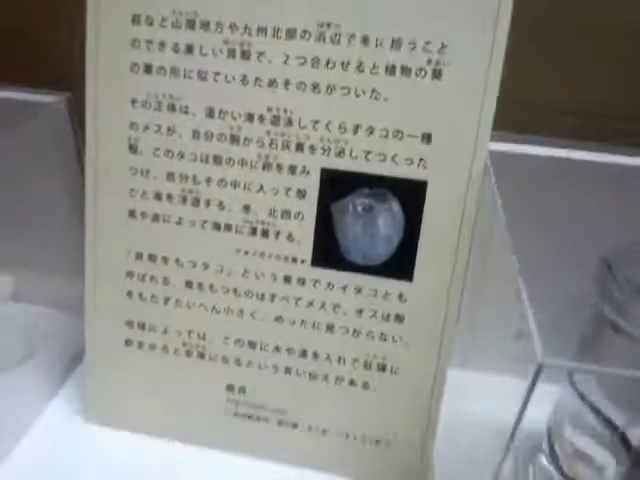 萩など山陰地方や九州北部の浜辺で冬に拾うこと
のできる美しい貝殻で、2つ合わせると植物の葵
の葉の形に似ているためその名がついた。
その正体は、温かい海を遊泳してくらすタコの一種
のメスが、自分の腕から石灰質を分泌してつくった
殻。このタコは殻の中に卵を産み
つけ、自分もその中に入って殻
ごと海を浮遊する。冬、北西の
風や波によって海岸に漂着する。
「貝殻をもつタコ」という意味でカイダコとも
呼ばれる。殻をもつものはすべてメスで、オスは殻
をもたずたいへん小さく、めったに見つからない。
地域によっては、この殻に水や湯を入れて妊婦に
飲ませると安産になるという言い伝えがある。